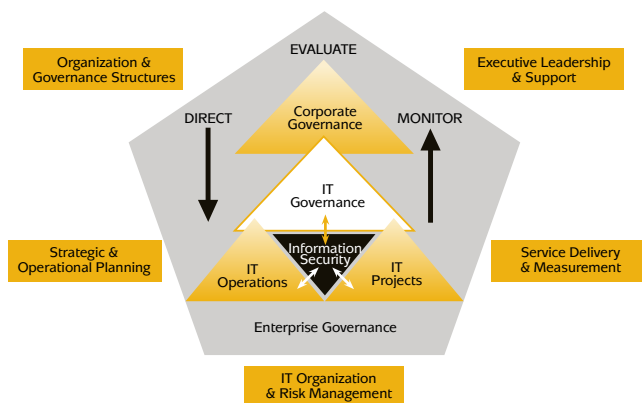 EVALUATE
Organization &
Governance Structures
Executive Leadership
& Support
Corporate
Governance
DIRECT
MONITOR
IT
Governance
Information
Security
Strategic &
Operational Planning
IT
Operations
IT
Projects
Service Delivery
& Measurement
Enterprise Governance
IT Organization
& Risk Management